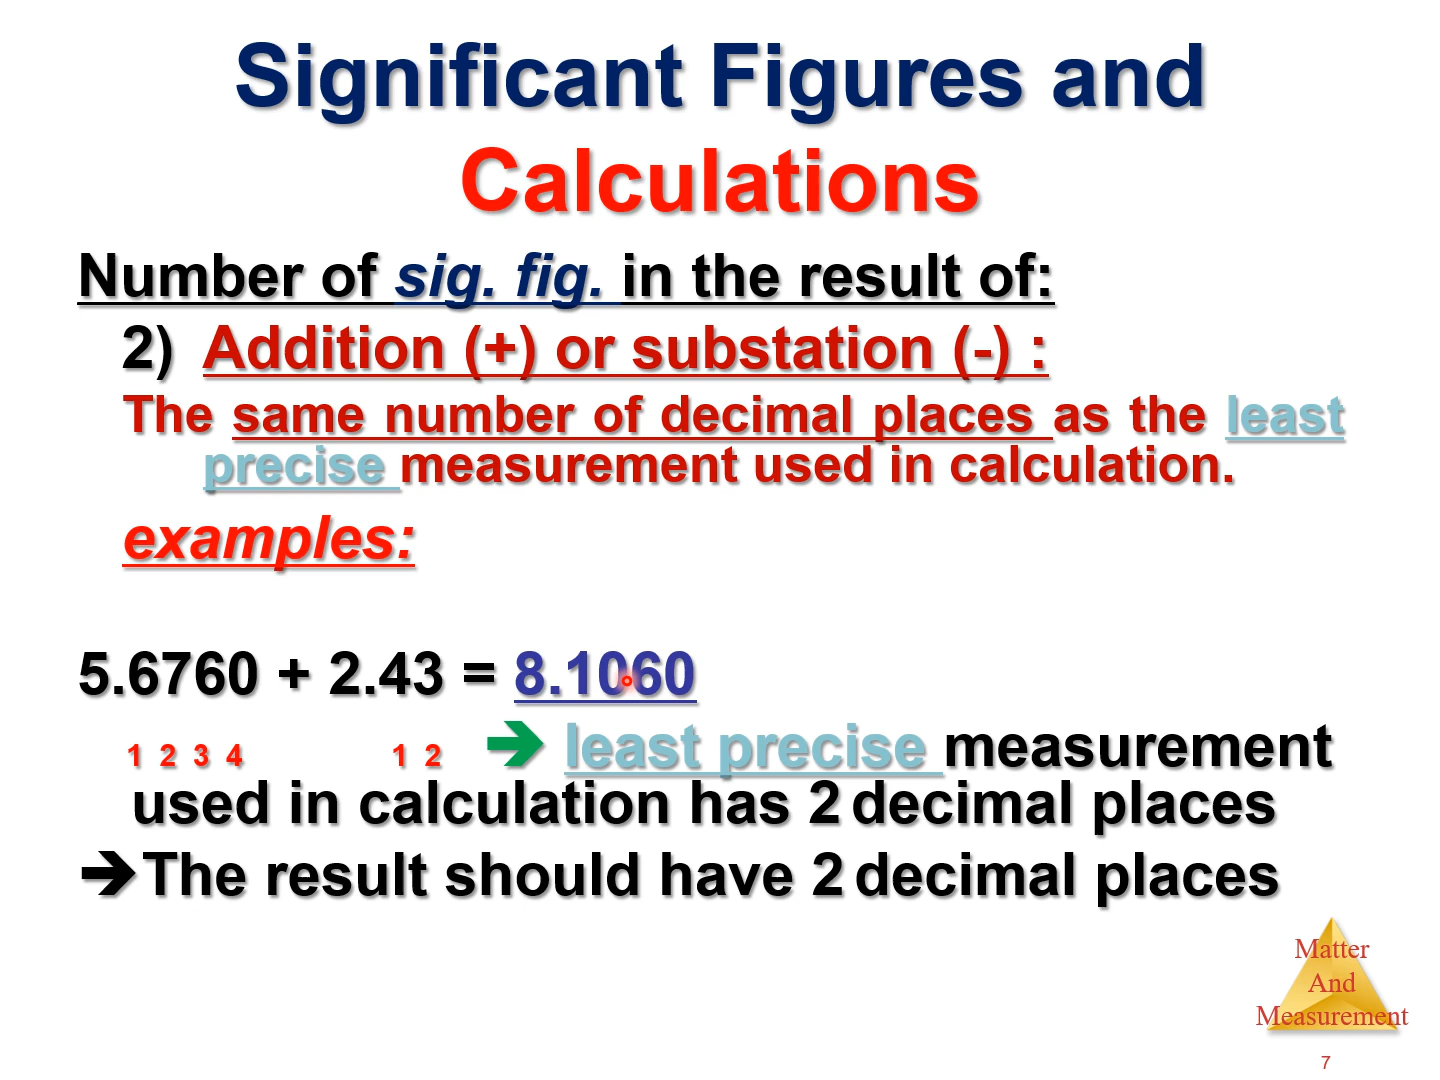 Significant Figures and
Calculations
Number of sig. fig. in the result of:
2) Addition (+) or substation (-) :
The same number of decimal places as the least
precise measurement used in calculation.
examples:
5.6760 + 2.43 = 8.1060
1 2 3 4 1 2 ➔ least precise measurement
used in calculation has 2 decimal places
➔The result should have 2 decimal places
Matter
And
Measurement
7